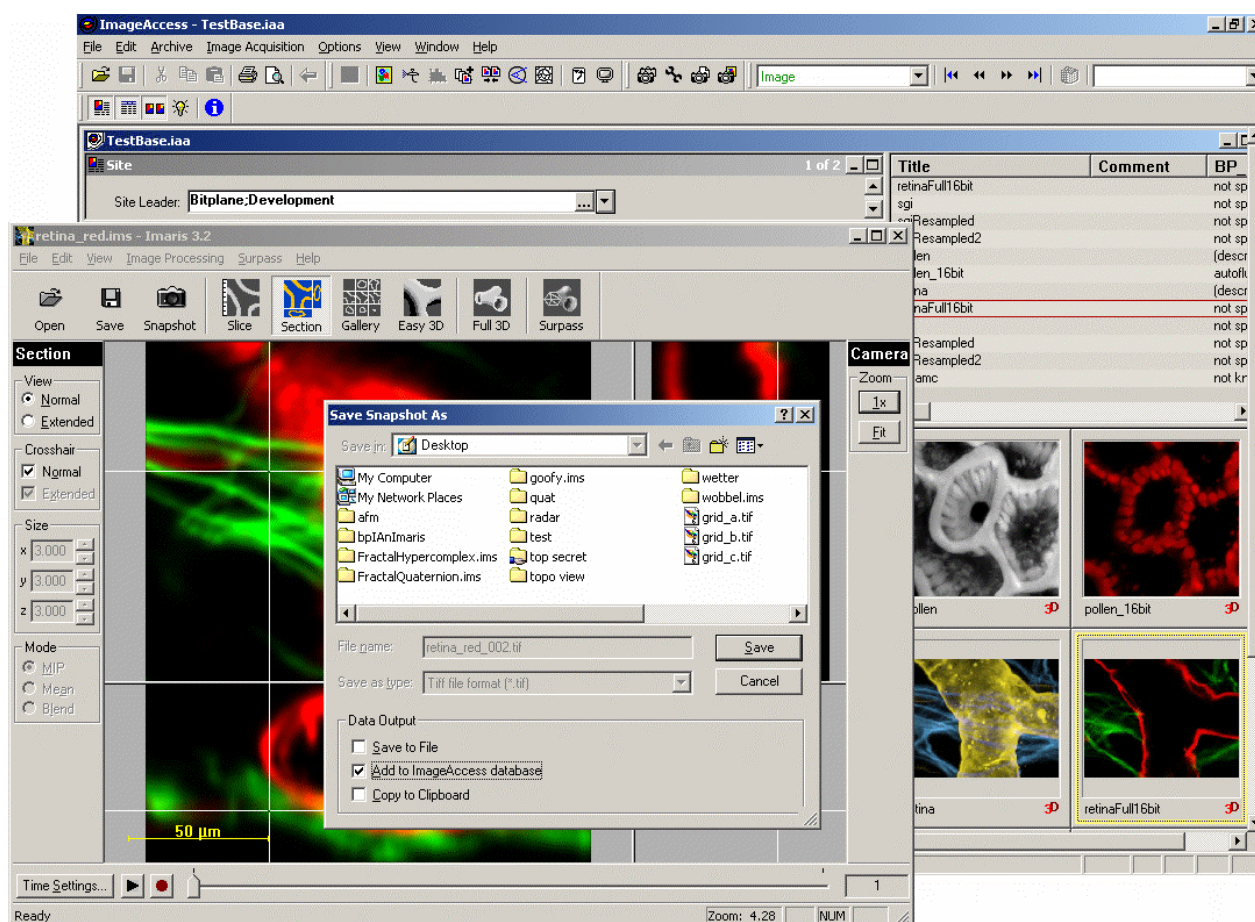 ImageAccess - TestBase.iaa
File Edit Archive Image Acquisition Options View Window Help
Image
TestBase.iaa
Site 1 of 2
Site Leader: Bitplane;Development ...
Title Comment BP_
retinaFull16bit not sp
sgi not sp
sgiResampled not sp
Resampled2 not sp
len (descr
len_16bit autoflu
na (descr
naFull16bit not sp
not sp
Resampled not sp
Resampled2 not sp
amc not kr
retina_red.ims - Imaris 3.2
File Edit View Image Processing Surpass Help
Open Save Snapshot Slice Section Gallery Easy 3D Full 3D Surpass
Section
View
Normal
Extended
Crosshair
Normal
Extended
Size
x 3.000
y 3.000
z 3.000
Mode
MIP
Mean
Blend
Camera
Zoom
1x
Fit
Save Snapshot As
Save in: Desktop
My Computer goofy.ims wetter
My Network Places quat wobbel.ims
afm radar grid_a.tif
bpIAnImaris test grid_b.tif
FractalHypercomplex.ims top secret grid_c.tif
FractalQuaternion.ims topo view
File name: retina_red_002.tif Save
Save as type: Tiff file format (*.tif) Cancel
Data Output
Save to File
Add to ImageAccess database
Copy to Clipboard
50 µm
ollen 3D pollen_16bit 3D
tina 3D retinaFull16bit 3D
Time Settings... 1
Ready Zoom: 4.28 NUM